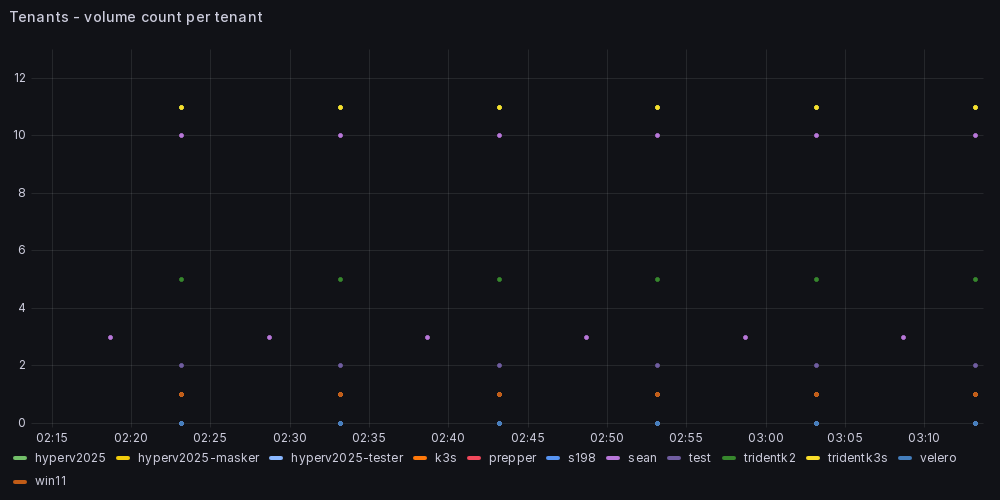 Tenants - volume count per tenant
12
10
8
6
4
2
0
02:15 02:20 02:25 02:30 02:35 02:40 02:45 02:50 02:55 03:00 03:05 03:10
hyperv2025 hyperv2025-masker hyperv2025-tester k3s prepper s198 sean test tridentk2 tridentk3s velero
win11